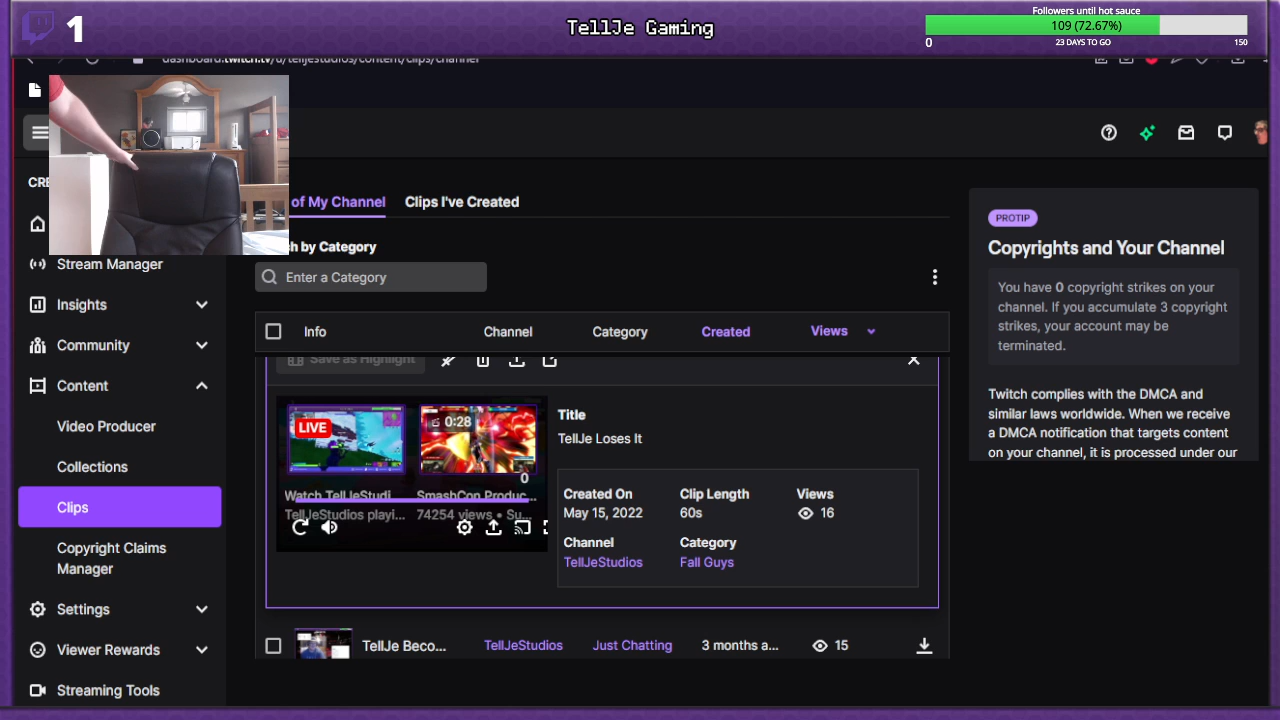 1
TellJe Gaming
Followers until hot sauce
109 (72.67%)
0
23 DAYS TO GO
150
dashboard.twitch.tv/u/telljestudios/content/clips/channel
CRE
of My Channel
Clips I've Created
ch by Category
Enter a Category
Stream Manager
Insights
Community
Content
Video Producer
Collections
Clips
Copyright Claims
Manager
Settings
Viewer Rewards
Streaming Tools
Info
Channel
Category
Created
Views
Save as Highlight
LIVE
0:28
0
Watch TellJeStudi
SmashCon Produc...
TellJeStudios playi...
74254 views • Su...
Title
TellJe Loses It
Created On
Clip Length
Views
May 15, 2022
60s
16
Channel
Category
TellJeStudios
Fall Guys
TellJe Beco...
TellJeStudios
Just Chatting
3 months a...
15
PROTIP
Copyrights and Your Channel
You have 0 copyright strikes on your
channel. If you accumulate 3 copyright
strikes, your account may be
terminated.
Twitch complies with the DMCA and
similar laws worldwide. When we receive
a DMCA notification that targets content
on your channel, it is processed under our